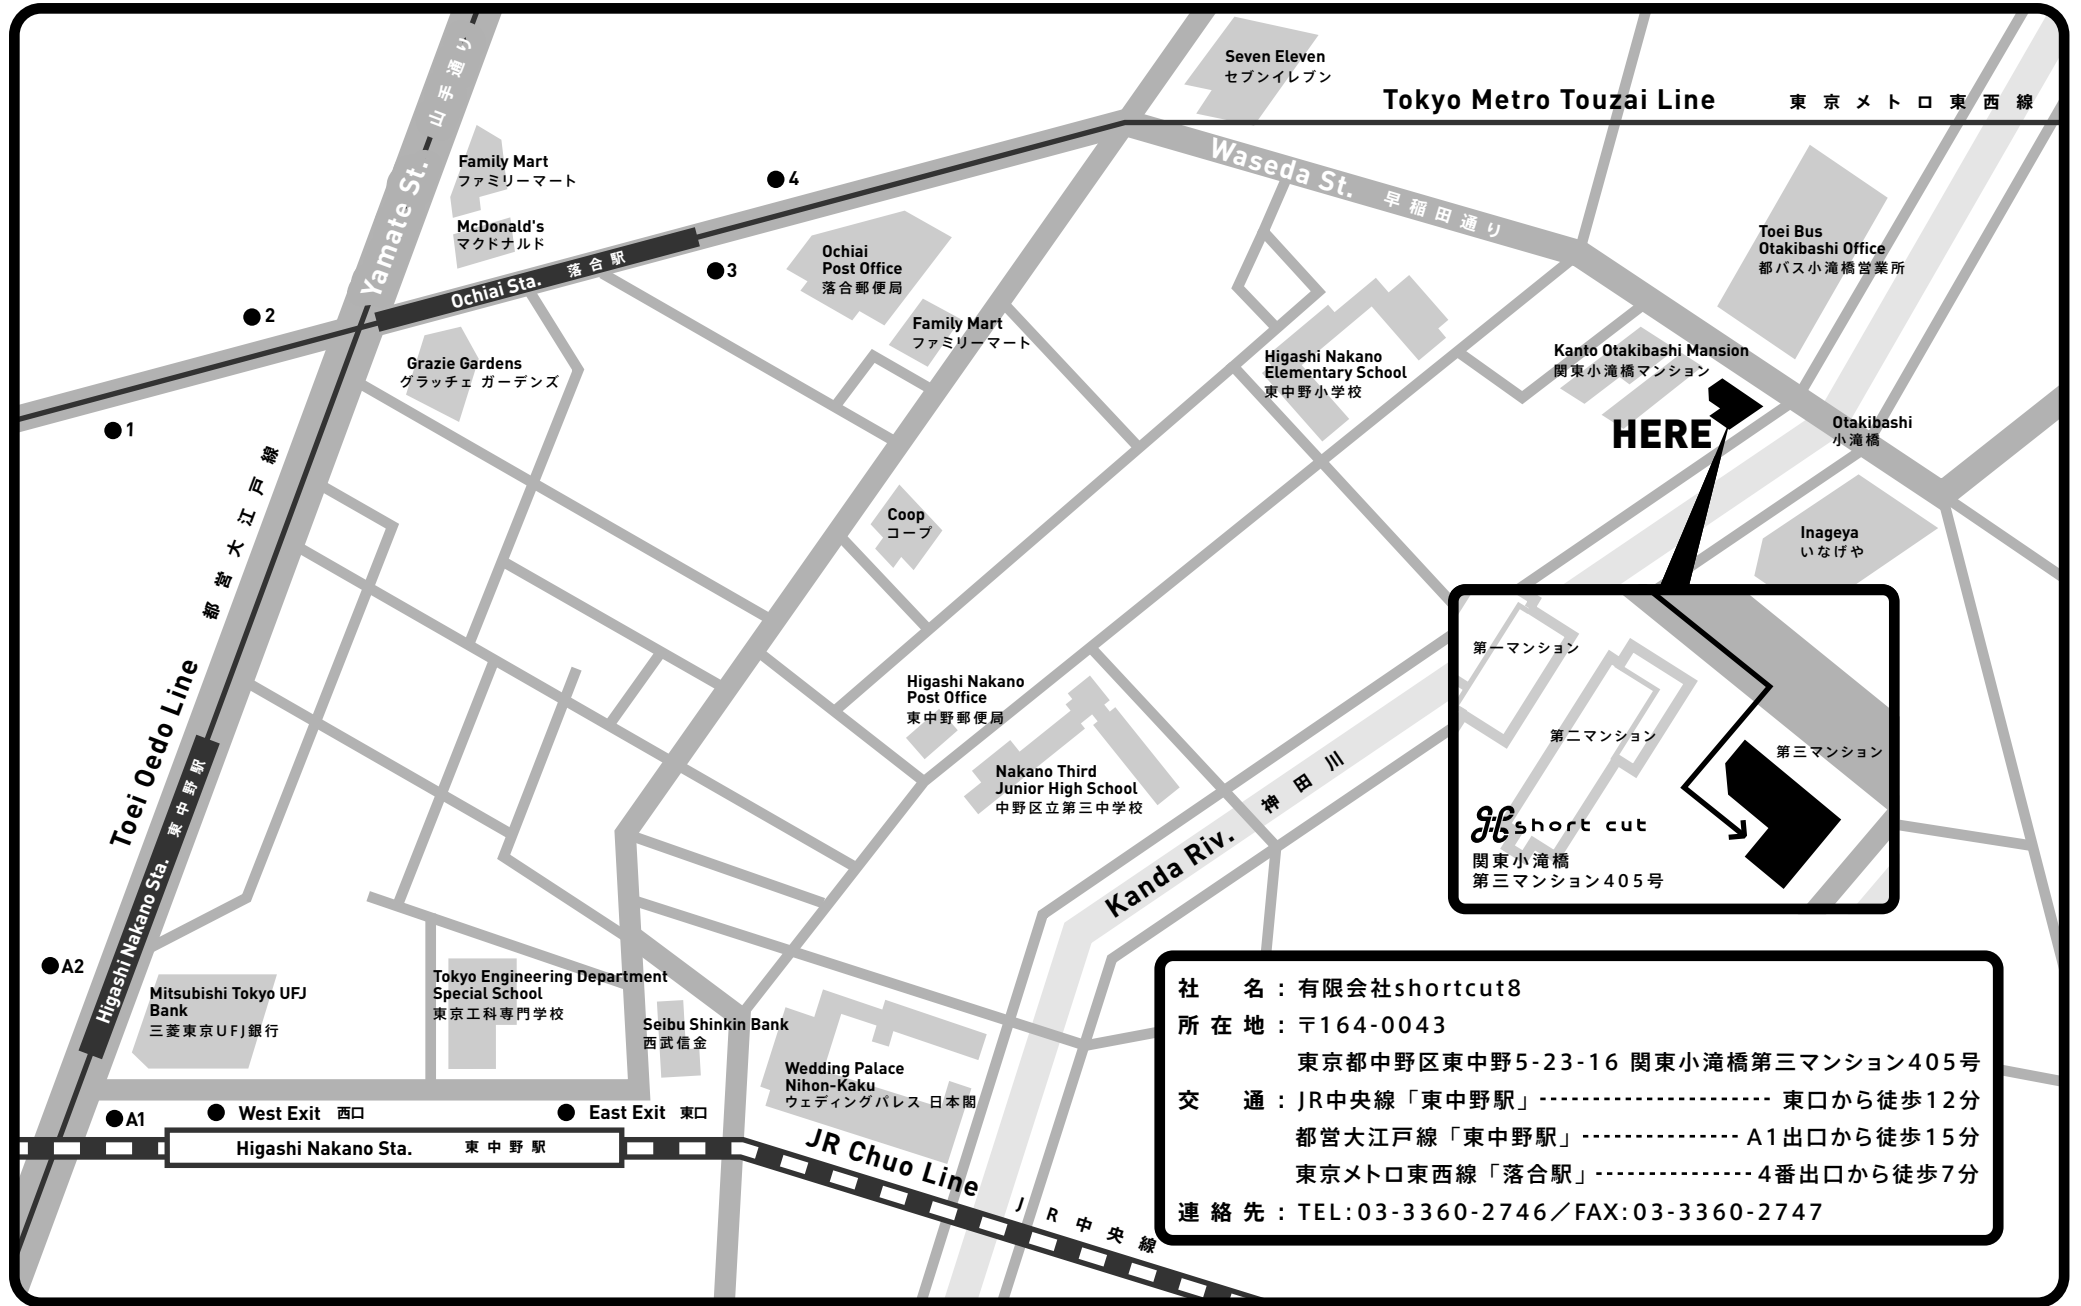 Seven Eleven
セブンイレブン
Tokyo Metro Touzai Line 東京メトロ東西線
Yamate St. 山手通り
Family Mart
ファミリーマート
McDonald's
マクドナルド
4
Waseda St. 早稲田通り
Ochiai Sta. 落合駅
3
Ochiai
Post Office
落合郵便局
Toei Bus
Otakibashi Office
都バス小滝橋営業所
2
Family Mart
ファミリーマート
Grazie Gardens
グラッチェ ガーデンズ
Higashi Nakano
Elementary School
東中野小学校
Kanto Otakibashi Mansion
関東小滝橋マンション
1
HERE
Otakibashi
小滝橋
Coop
コープ
Inageya
いなげや
Toei Oedo Line 都営大江戸線
Higashi Nakano
Post Office
東中野郵便局
Nakano Third
Junior High School
中野区立第三中学校
Kanda Riv. 神田川
第一マンション
第二マンション
第三マンション
short cut
関東小滝橋
第三マンション405号
Higashi Nakano Sta. 東中野駅
A2
Mitsubishi Tokyo UFJ
Bank
三菱東京UFJ銀行
Tokyo Engineering Department
Special School
東京工科専門学校
Seibu Shinkin Bank
西武信金
Wedding Palace
Nihon-Kaku
ウェディングパレス 日本閣
A1
West Exit 西口
East Exit 東口
Higashi Nakano Sta. 東中野駅
JR Chuo Line JR中央線
社名:有限会社shortcut8
所在地:〒164-0043
東京都中野区東中野5-23-16 関東小滝橋第三マンション405号
交通:JR中央線「東中野駅」----------------------東口から徒歩12分
都営大江戸線「東中野駅」---------------A1出口から徒歩15分
東京メトロ東西線「落合駅」---------------4番出口から徒歩7分
連絡先:TEL:03-3360-2746／FAX:03-3360-2747